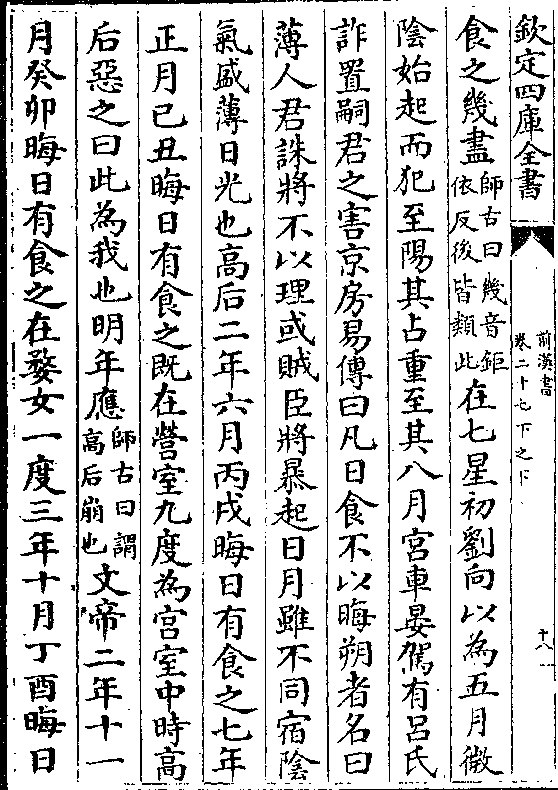 欽定四庫全書
前漢書
卷二十七下之下
十八
食之幾盡師古曰幾音鉅依反後皆類此在七星初劉向以為五月微
陰始起而犯至陽其占重至其八月宮車晏駕有呂氏
詐置嗣君之害京房易傳曰凡日食不以晦朔者名曰
薄人君誅將不以理或賊臣將暴起日月雖不同宿陰
氣盛薄日光也高后二年六月丙戌晦日有食之七年
正月己丑晦日有食之既在營室九度為宮室中時高
后惡之曰此為我也明年應師古曰謂高后崩也文帝二年十一
月癸卯晦日有食之在婺女一度三年十月丁酉晦日